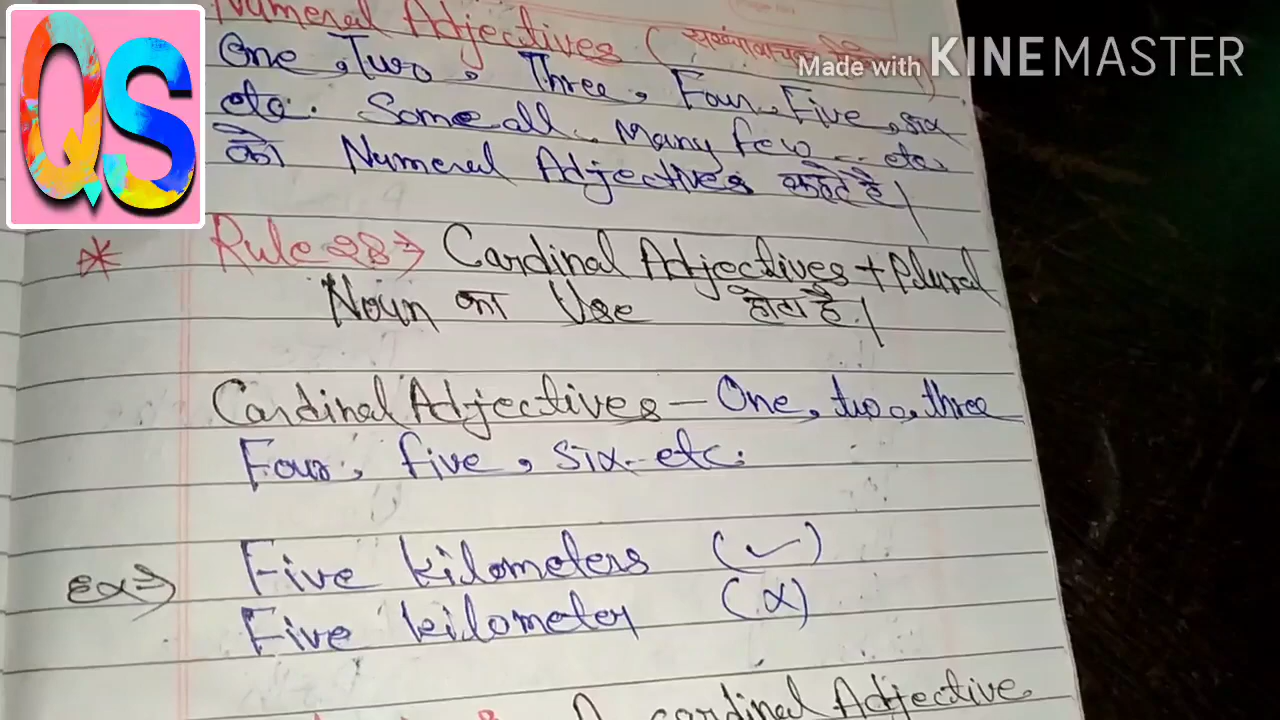 QS
Made with KINEMASTER
Numeral Adjectives (
One, Two, Three, Four, Five, six
etc. Some all.. Many few... etc.
को Numeral Adjectives कहते है।
* Rule 28⇒ Cardinal Adjectives + Plural
Noun का Use होता है।
Cardinal Adjectives – One, two, three
Four, five, six.. etc.
Ex⇒ Five kilometers (✓)
Five kilometer (x)
A cardinal Adjective